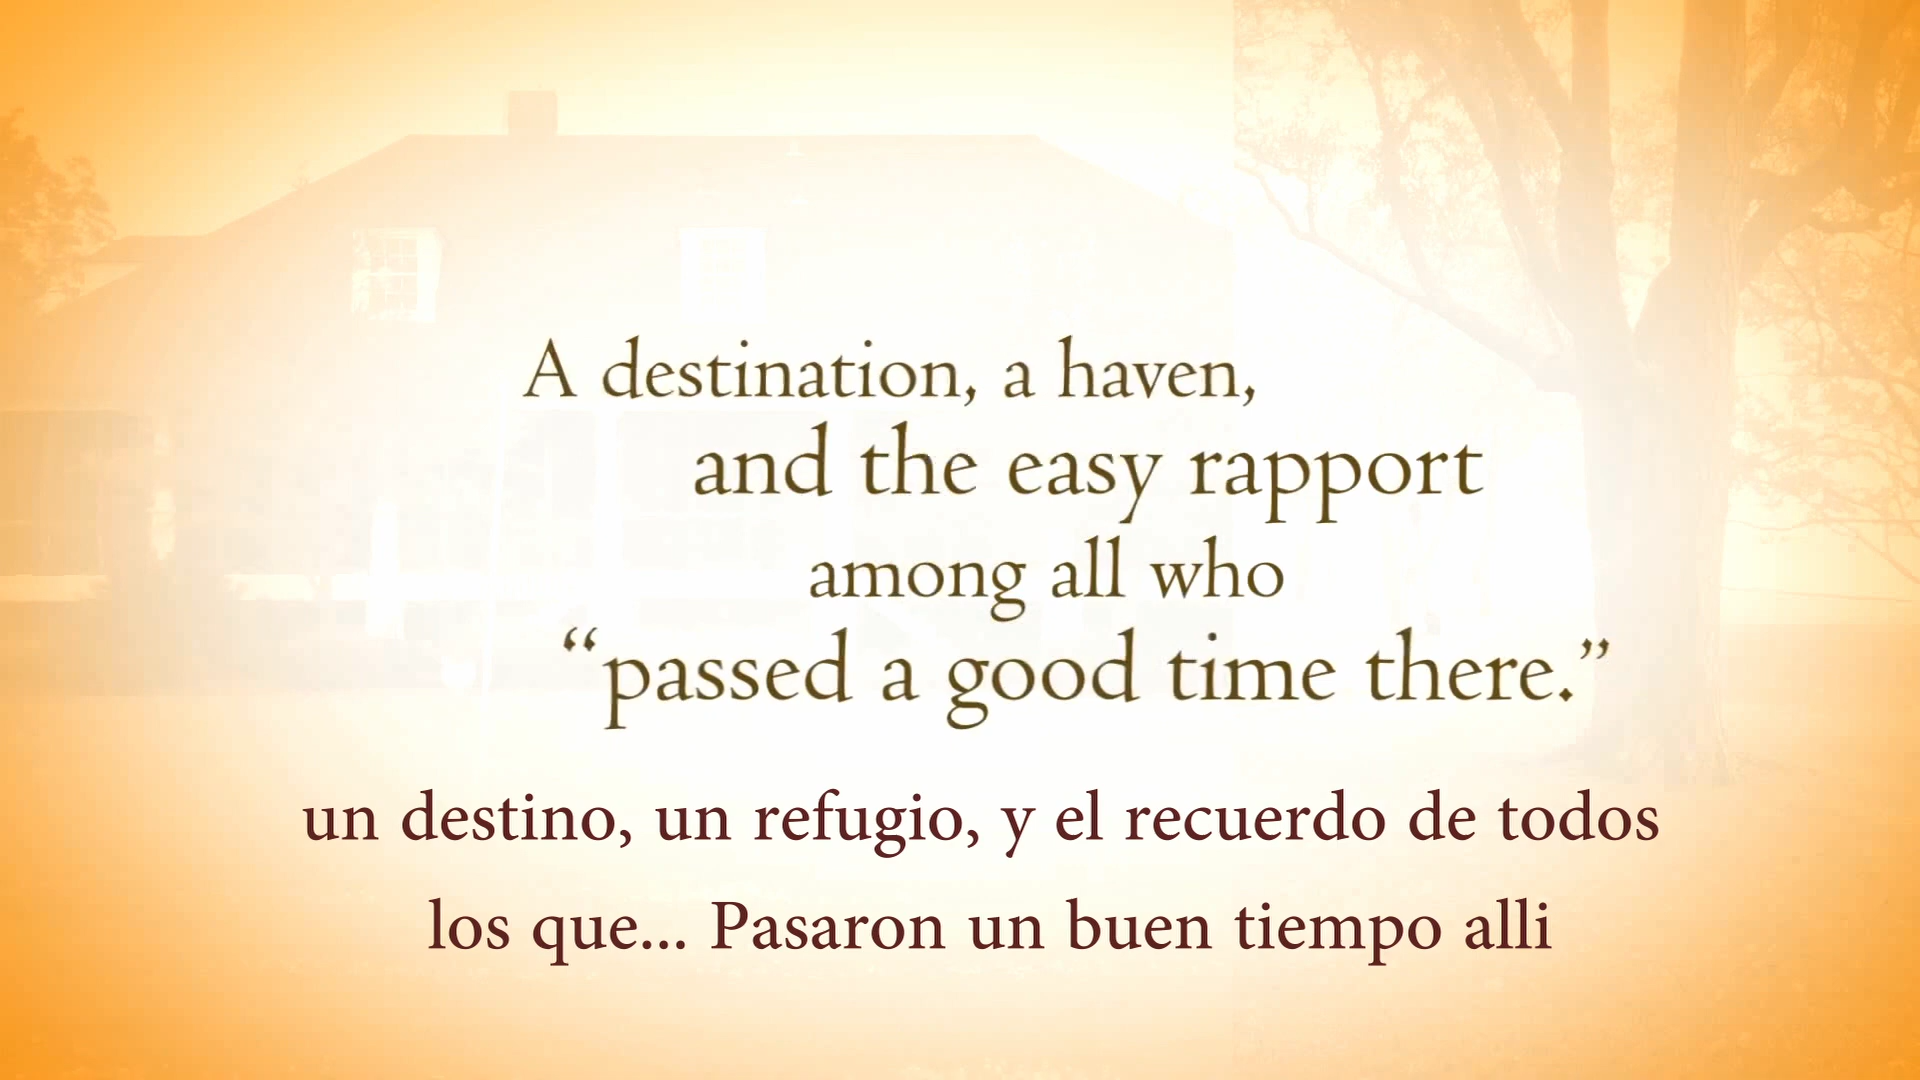 A destination, a haven,
and the easy rapport
among all who
“passed a good time there.”
un destino, un refugio, y el recuerdo de todos
los que... Pasaron un buen tiempo alli